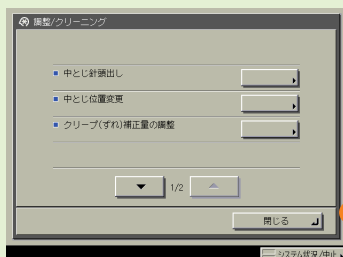 調整/クリーニング
中とじ針頭出し
中とじ位置変更
クリープ(ずれ)補正量の調整
1/2
閉じる
システム状況/中止